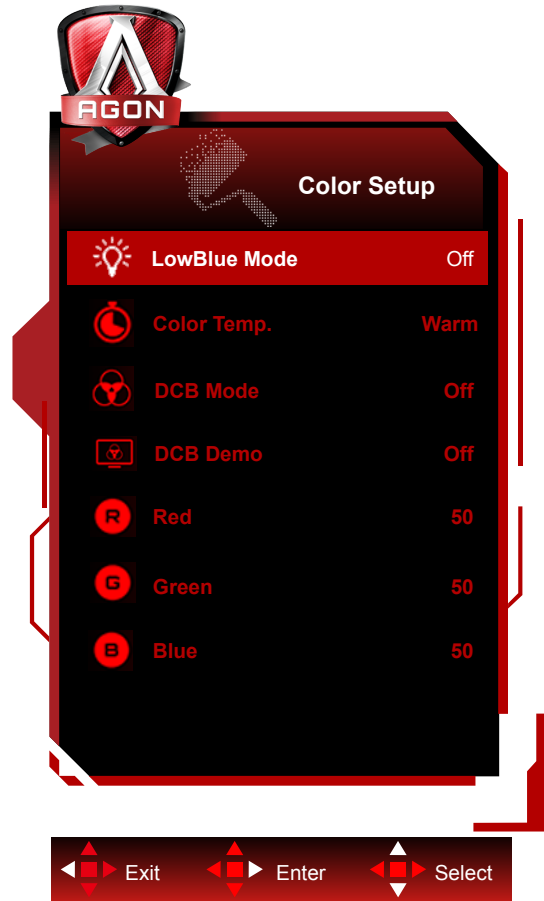 AGON
Color Setup
LowBlue Mode Off
Color Temp. Warm
DCB Mode Off
DCB Demo Off
R Red 50
G Green 50
B Blue 50
Exit Enter Select